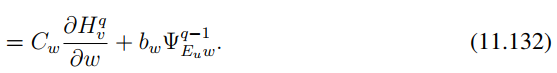 = C_w ∂H_v^q/∂w + b_w Ψ_{E_u w}^{q−1}. (11.132)